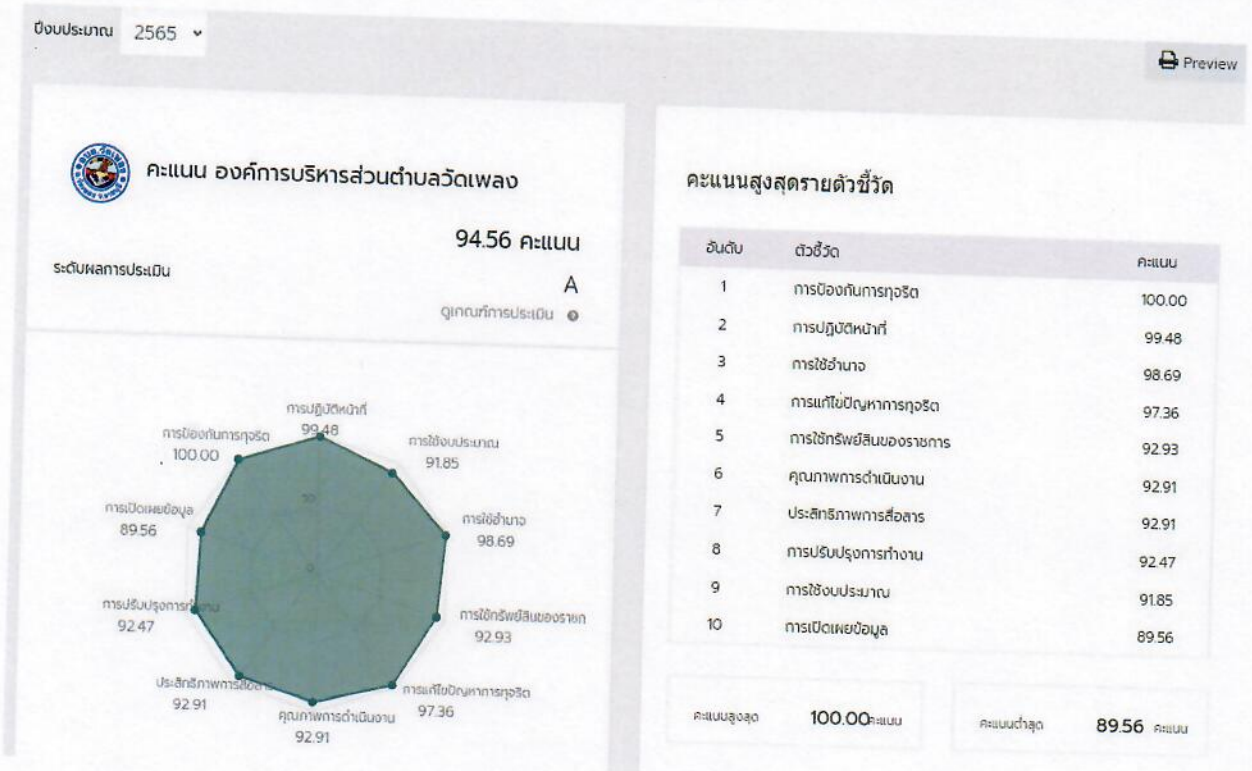 ปีงบประมาณ 2565
Preview
คะแนน องค์การบริหารส่วนตำบลวัดเพลง
94.56 คะแนน
ระดับผลการประเมิน
A
ดูเกณฑ์การประเมิน
การปฏิบัติหน้าที่
99.48
การใช้งบประมาณ
91.85
การใช้อำนาจ
98.69
การใช้ทรัพย์สินของราชก
92.93
การแก้ไขปัญหาการทุจริต
97.36
คุณภาพการดำเนินงาน
92.91
ประสิทธิภาพการสื่อสาร
92.91
การปรับปรุงการทำงาน
92.47
การเปิดเผยข้อมูล
89.56
การป้องกันการทุจริต
100.00
50
0
คะแนนสูงสุดรายตัวชี้วัด
อันดับ ตัวชี้วัด คะแนน
1 การป้องกันการทุจริต 100.00
2 การปฏิบัติหน้าที่ 99.48
3 การใช้อำนาจ 98.69
4 การแก้ไขปัญหาการทุจริต 97.36
5 การใช้ทรัพย์สินของราชการ 92.93
6 คุณภาพการดำเนินงาน 92.91
7 ประสิทธิภาพการสื่อสาร 92.91
8 การปรับปรุงการทำงาน 92.47
9 การใช้งบประมาณ 91.85
10 การเปิดเผยข้อมูล 89.56
คะแนนสูงสุด 100.00 คะแนน
คะแนนต่ำสุด 89.56 คะแนน